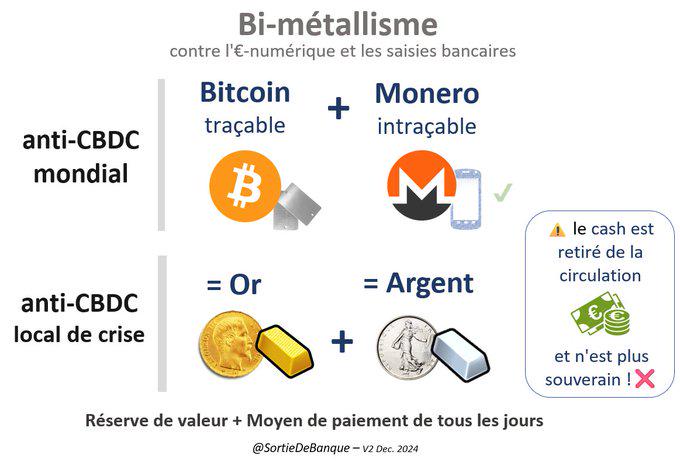 Bi-métallisme
contre l'€-numérique et les saisies bancaires
anti-CBDC
mondial
Bitcoin
traçable
+
Monero
intraçable
anti-CBDC
local de crise
= Or
+
= Argent
⚠ le cash est
retiré de la
circulation
et n'est plus
souverain ! ❌
Réserve de valeur + Moyen de paiement de tous les jours
@SortieDeBanque – V2 Dec. 2024